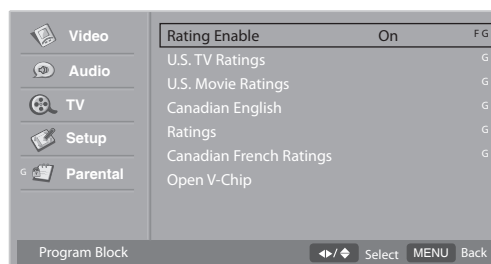 Video
Audio
TV
Setup
G Parental
Rating Enable On F G
U.S. TV Ratings G
U.S. Movie Ratings G
Canadian English G
Ratings G
Canadian French Ratings G
Open V-Chip
Program Block / Select MENU Back